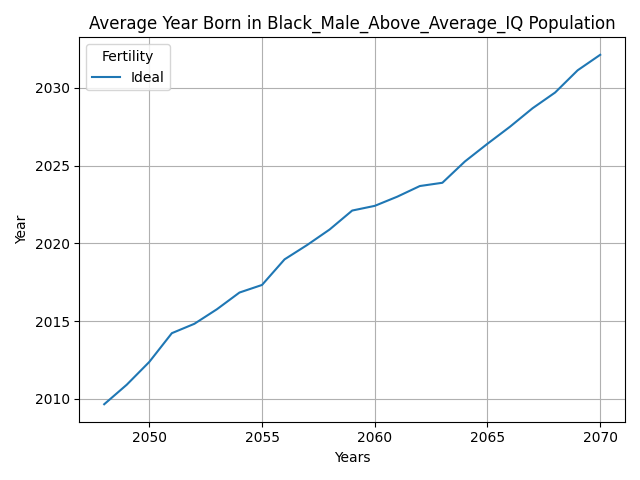 Average Year Born in Black_Male_Above_Average_IQ Population
Fertility
Ideal
Year
2030
2025
2020
2015
2010
2050 2055 2060 2065 2070
Years